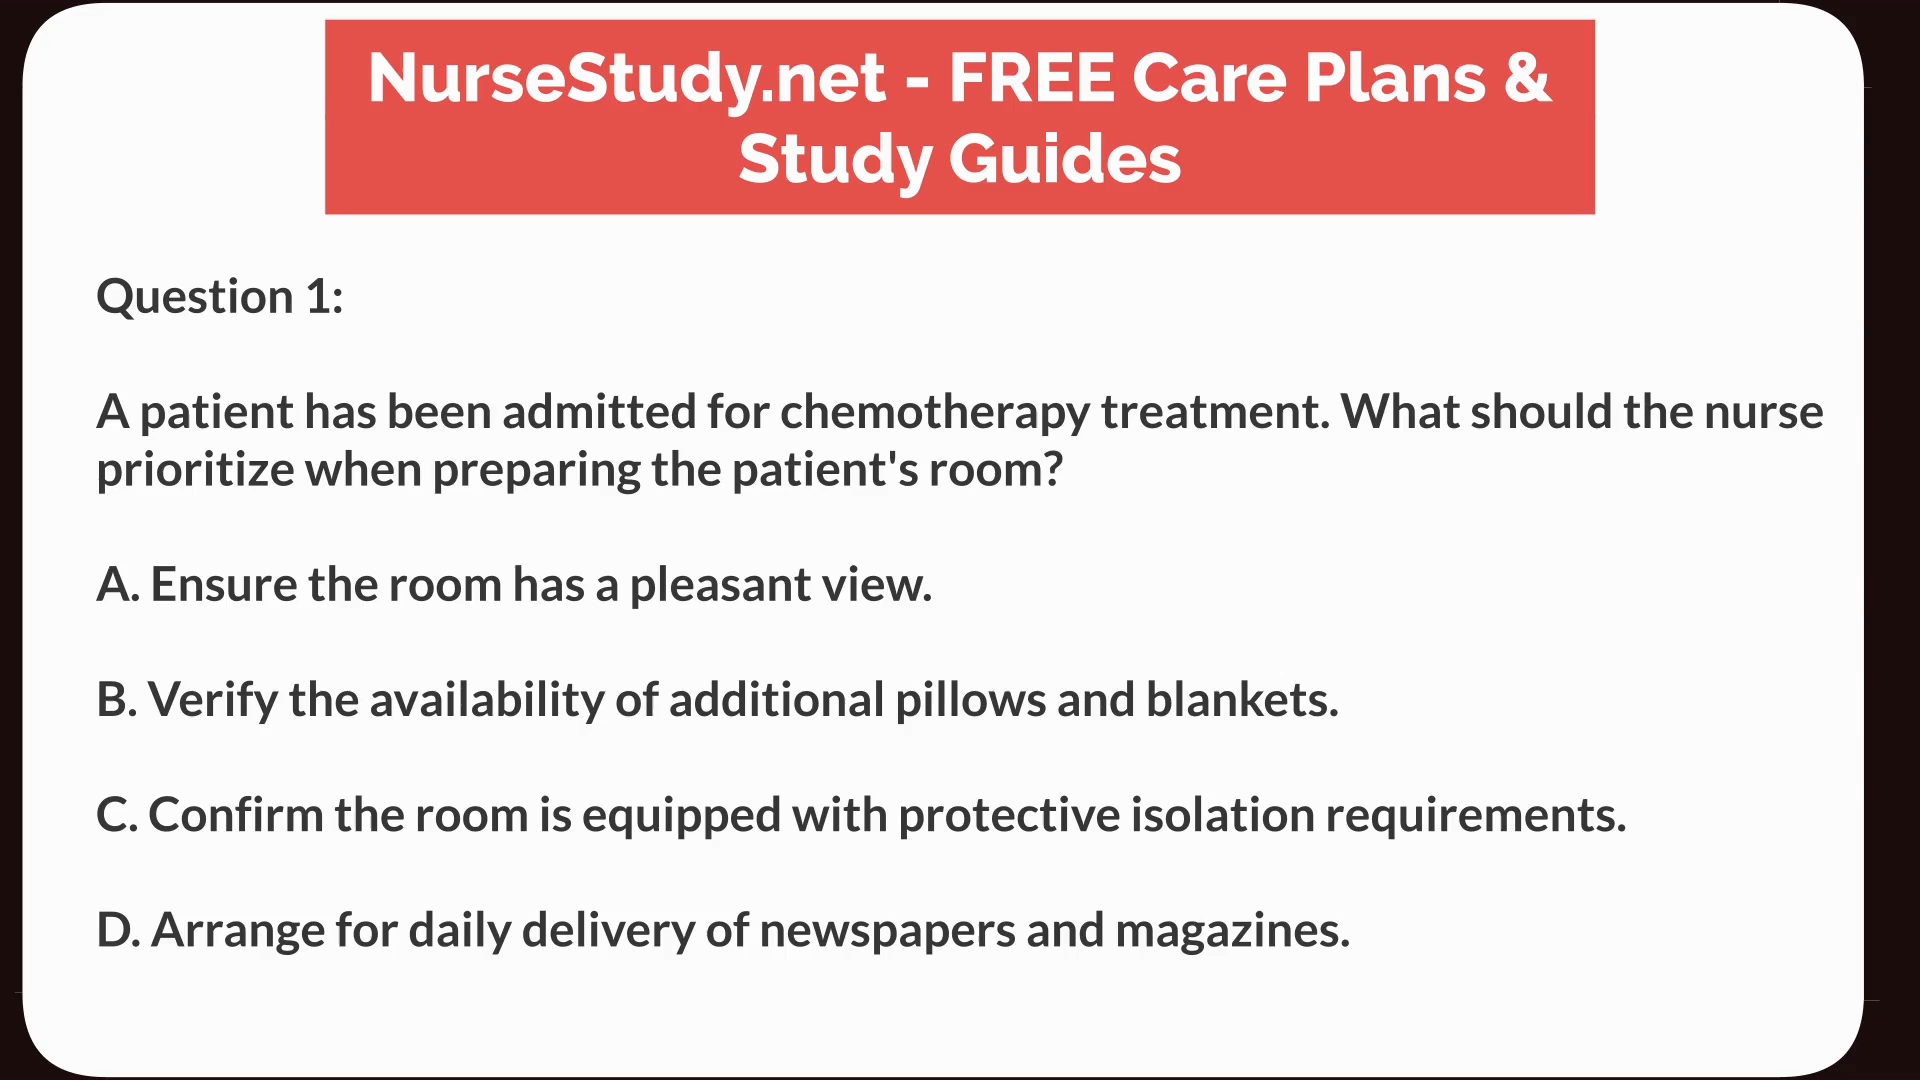 NurseStudy.net - FREE Care Plans &
Study Guides
Question 1:
A patient has been admitted for chemotherapy treatment. What should the nurse
prioritize when preparing the patient's room?
A. Ensure the room has a pleasant view.
B. Verify the availability of additional pillows and blankets.
C. Confirm the room is equipped with protective isolation requirements.
D. Arrange for daily delivery of newspapers and magazines.